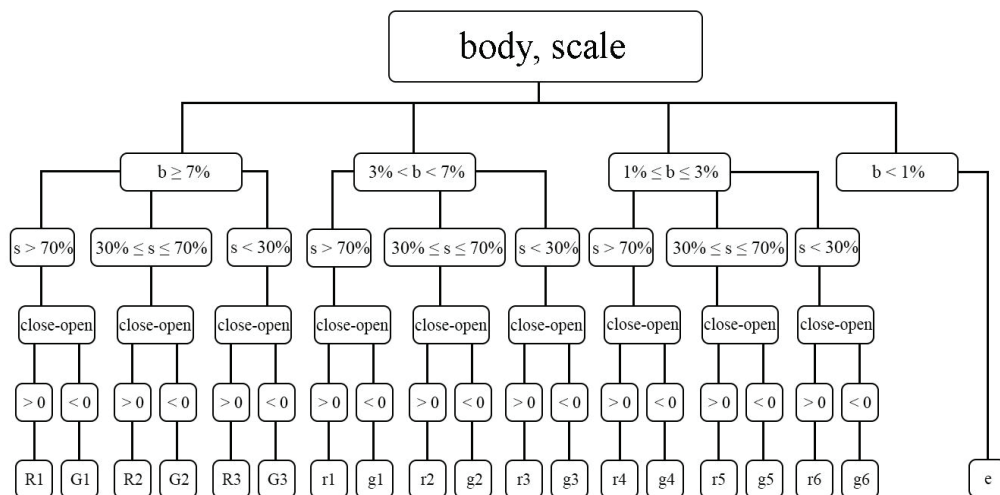 body, scale
b ≥ 7%
3% < b < 7%
1% ≤ b ≤ 3%
b < 1%
s > 70%
30% ≤ s ≤ 70%
s < 30%
s > 70%
30% ≤ s ≤ 70%
s < 30%
s > 70%
30% ≤ s ≤ 70%
s < 30%
close-open
close-open
close-open
close-open
close-open
close-open
close-open
close-open
close-open
> 0
< 0
> 0
< 0
> 0
< 0
> 0
< 0
> 0
< 0
> 0
< 0
> 0
< 0
> 0
< 0
> 0
< 0
R1
G1
R2
G2
R3
G3
r1
g1
r2
g2
r3
g3
r4
g4
r5
g5
r6
g6
e